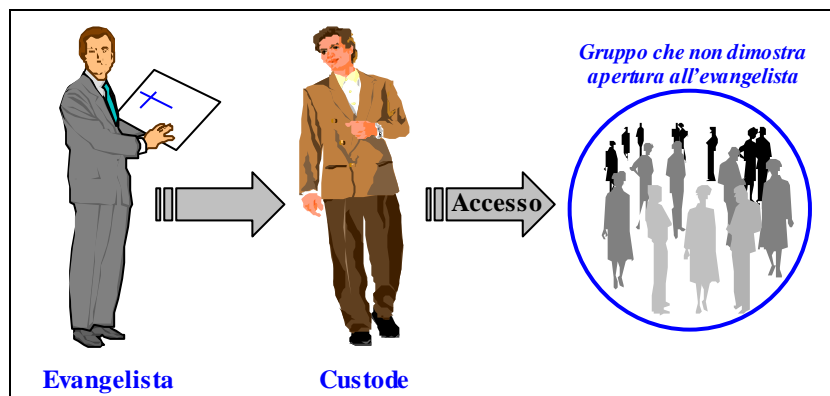 Gruppo che non dimostra
apertura all'evangelista
Accesso
Evangelista
Custode